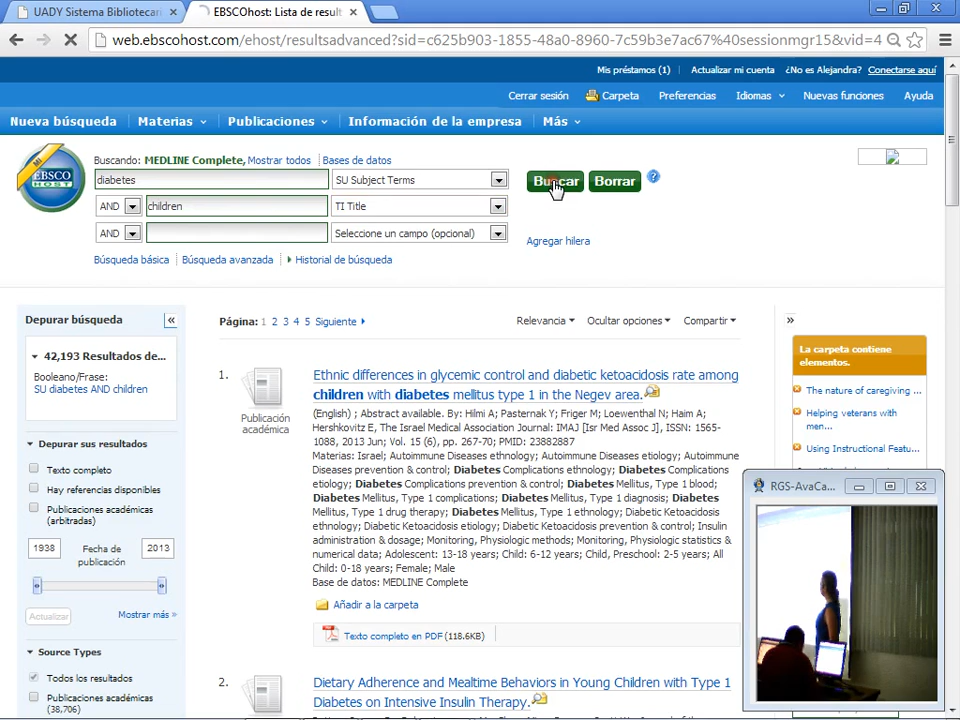 UADY Sistema Bibliotecari
EBSCOhost: Lista de result
web.ebscohost.com/ehost/resultsadvanced?sid=c625b903-1855-48a0-8960-7c59b3e7ac67%40sessionmgr15&vid=4
Mis préstamos (1) Actualizar mi cuenta ¿No es Alejandra? Conectarse aquí
Cerrar sesión Carpeta Preferencias Idiomas Nuevas funciones Ayuda
Nueva búsqueda Materias Publicaciones Información de la empresa Más
MI
EBSCO
HOST
Buscando: MEDLINE Complete, Mostrar todos Bases de datos
diabetes SU Subject Terms Buscar Borrar ?
AND children TI Title
AND Seleccione un campo (opcional) Agregar hilera
Búsqueda básica Búsqueda avanzada Historial de búsqueda
Depurar búsqueda «
42,193 Resultados de...
Booleano/Frase:
SU diabetes AND children
Depurar sus resultados
Texto completo
Hay referencias disponibles
Publicaciones académicas
(arbitradas)
1938 Fecha de 2013
publicación
Actualizar Mostrar más »
Source Types
Todos los resultados
Publicaciones académicas
(38,706)
Página: 1 2 3 4 5 Siguiente Relevancia Ocultar opciones Compartir »
1. Ethnic differences in glycemic control and diabetic ketoacidosis rate among
children with diabetes mellitus type 1 in the Negev area.
Publicación
académica
(English) ; Abstract available. By: Hilmi A; Pasternak Y; Friger M; Loewenthal N; Haim A;
Hershkovitz E, The Israel Medical Association Journal: IMAJ [Isr Med Assoc J], ISSN: 1565-
1088, 2013 Jun; Vol. 15 (6), pp. 267-70; PMID: 23882887
Materias: Israel; Autoimmune Diseases ethnology; Autoimmune Diseases etiology; Autoimmune
Diseases prevention & control; Diabetes Complications ethnology; Diabetes Complications
etiology; Diabetes Complications prevention & control; Diabetes Mellitus, Type 1 blood;
Diabetes Mellitus, Type 1 complications; Diabetes Mellitus, Type 1 diagnosis; Diabetes
Mellitus, Type 1 drug therapy; Diabetes Mellitus, Type 1 ethnology; Diabetic Ketoacidosis
ethnology; Diabetic Ketoacidosis etiology; Diabetic Ketoacidosis prevention & control; Insulin
administration & dosage; Monitoring, Physiologic methods; Monitoring, Physiologic statistics &
numerical data; Adolescent: 13-18 years; Child: 6-12 years; Child, Preschool: 2-5 years; All
Child: 0-18 years; Female; Male
Base de datos: MEDLINE Complete
Añadir a la carpeta
Texto completo en PDF (118.6KB)
2. Dietary Adherence and Mealtime Behaviors in Young Children with Type 1
Diabetes on Intensive Insulin Therapy.
La carpeta contiene
elementos.
The nature of caregiving ...
Helping veterans with
men...
Using Instructional Featu...
RGS-AvaCa...